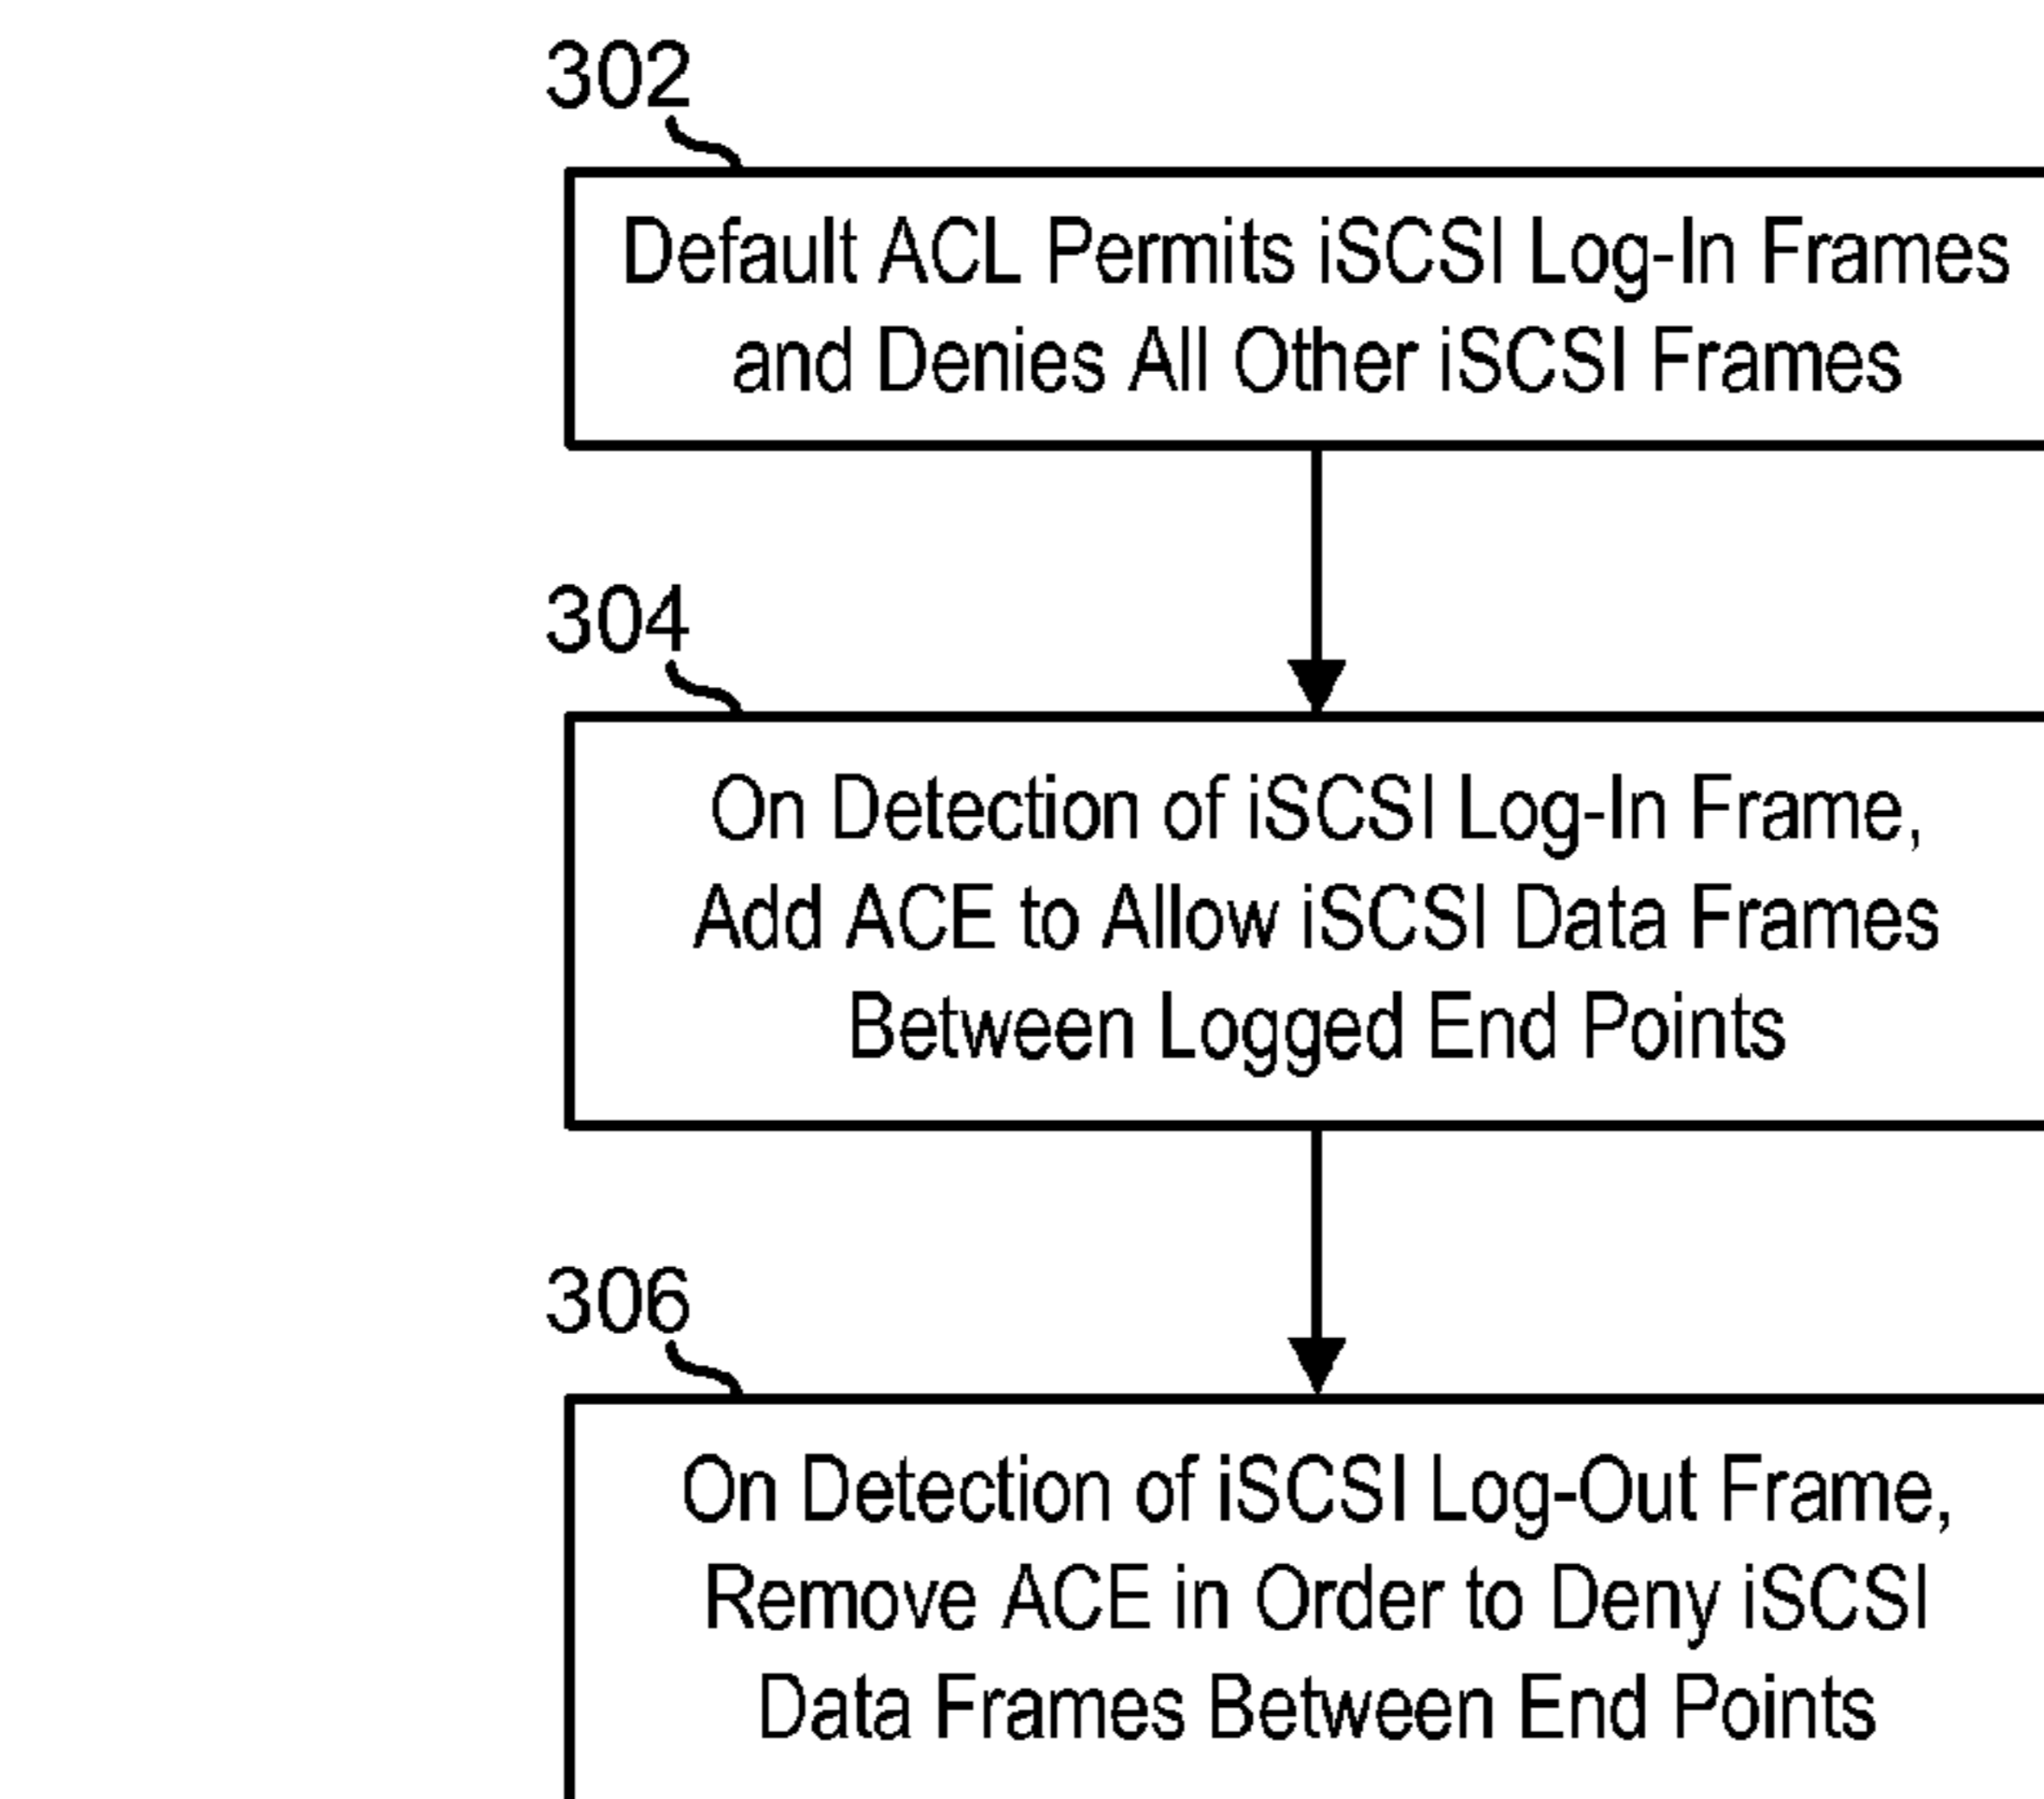 302
Default ACL Permits iSCSI Log-In Frames
and Denies All Other iSCSI Frames
304
On Detection of iSCSI Log-In Frame,
Add ACE to Allow iSCSI Data Frames
Between Logged End Points
306
On Detection of iSCSI Log-Out Frame,
Remove ACE in Order to Deny iSCSI
Data Frames Between End Points